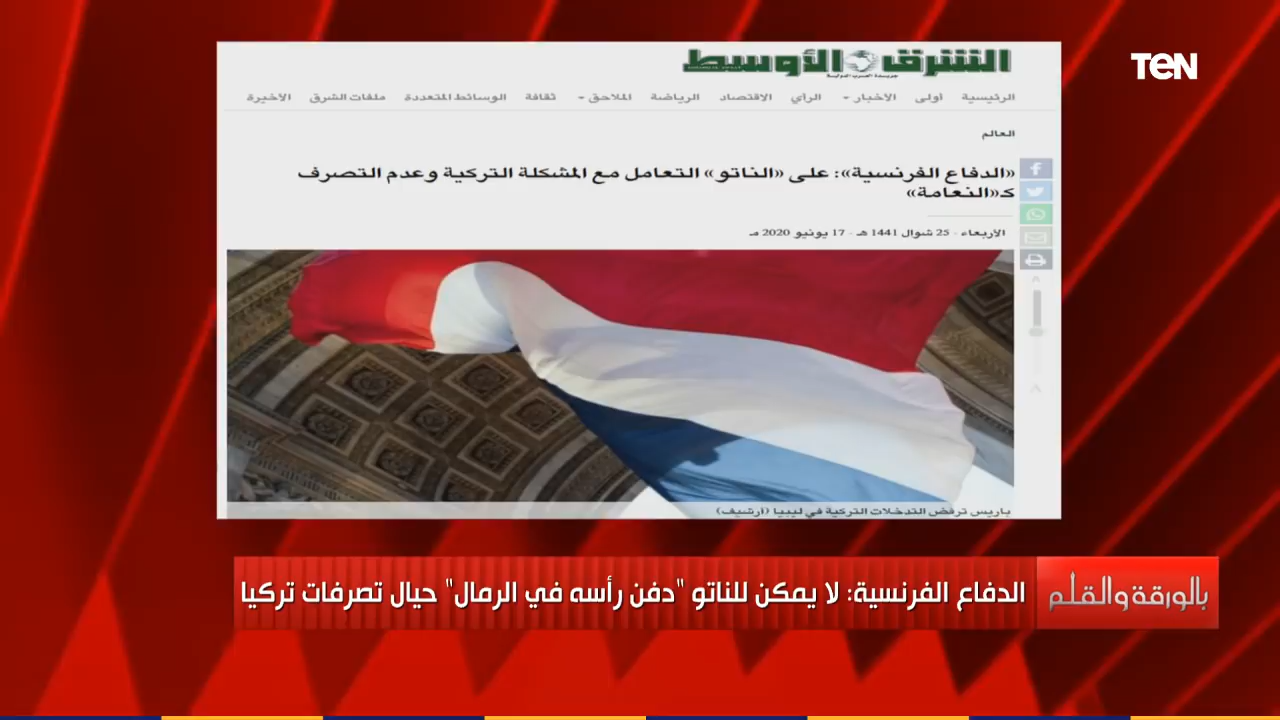 TEN
الشرق الأوسط
جريدة العرب الدولية
الرئيسية أولى الأخبار الرأي الاقتصاد الرياضة الملاحق ثقافة الوسائط المتعددة ملفات الشرق الأخيرة
العالم
«الدفاع الفرنسية»: على «الناتو» التعامل مع المشكلة التركية وعدم التصرف
كـ«النعامة»
الأربعاء - 25 شوال 1441 هـ - 17 يونيو 2020 مـ
باريس ترفض التدخلات التركية في ليبيا (أرشيف)
بالورقة والقلم
الدفاع الفرنسية: لا يمكن للناتو "دفن رأسه في الرمال" حيال تصرفات تركيا